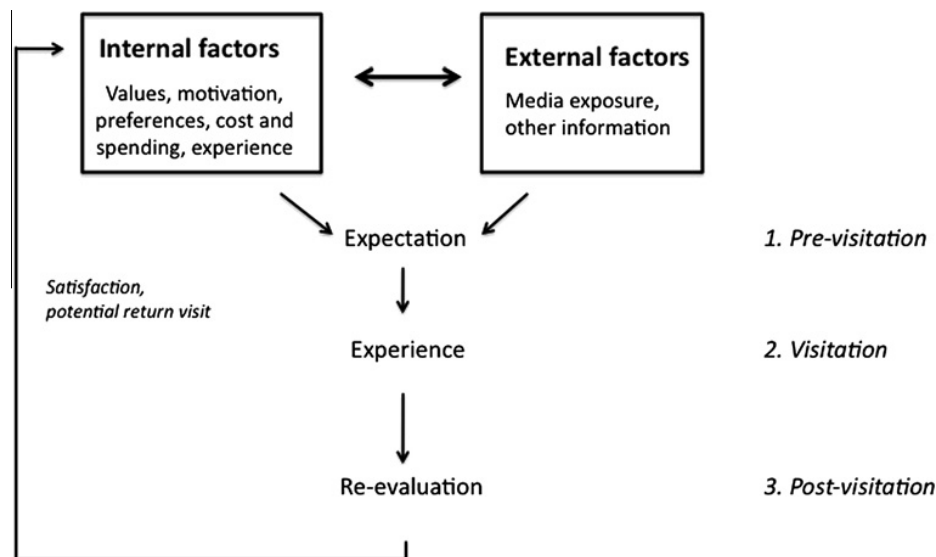 Internal factors
Values, motivation,
preferences, cost and
spending, experience
External factors
Media exposure,
other information
Expectation
1. Pre-visitation
Satisfaction,
potential return visit
Experience
2. Visitation
Re-evaluation
3. Post-visitation